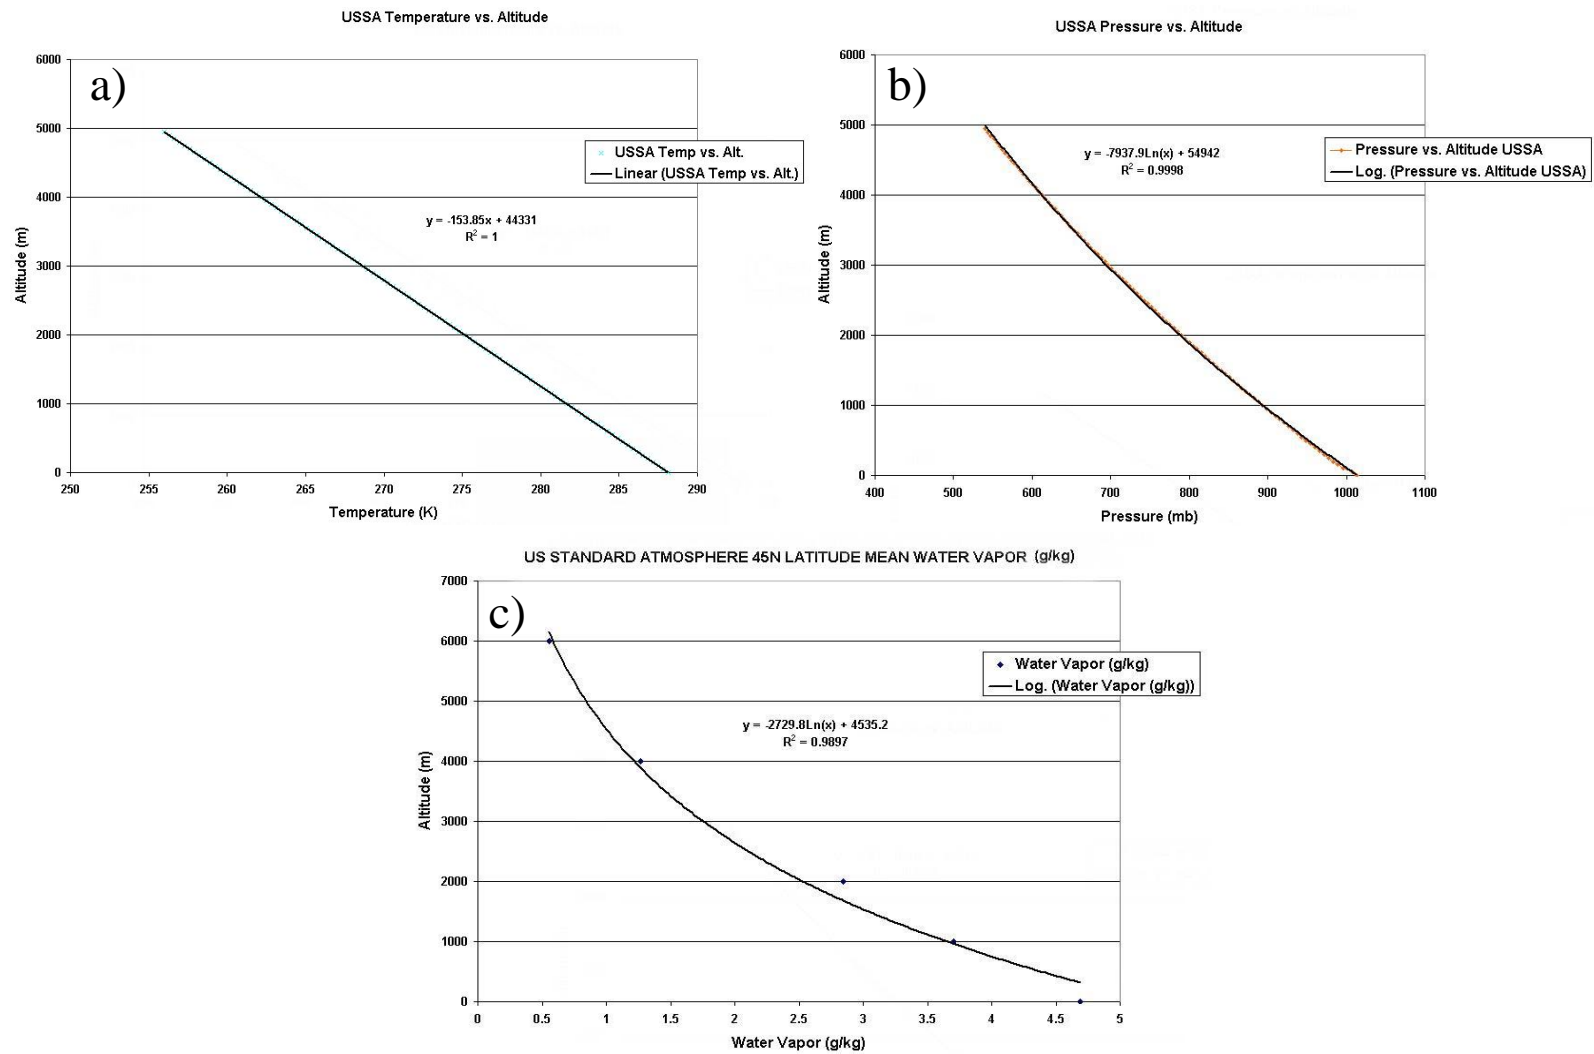 USSA Temperature vs. Altitude
a)
6000
5000
4000
3000
2000
1000
0
Altitude (m)
250 255 260 265 270 275 280 285 290
Temperature (K)
USSA Temp vs. Alt.
Linear (USSA Temp vs. Alt.)
y = -153.85x + 44331
R² = 1
USSA Pressure vs. Altitude
b)
6000
5000
4000
3000
2000
1000
0
Altitude (m)
400 500 600 700 800 900 1000 1100
Pressure (mb)
y = -7937.9Ln(x) + 54942
R² = 0.9998
Pressure vs. Altitude USSA
Log. (Pressure vs. Altitude USSA)
US STANDARD ATMOSPHERE 45N LATITUDE MEAN WATER VAPOR (g/kg)
c)
7000
6000
5000
4000
3000
2000
1000
0
Altitude (m)
0 0.5 1 1.5 2 2.5 3 3.5 4 4.5 5
Water Vapor (g/kg)
Water Vapor (g/kg)
Log. (Water Vapor (g/kg))
y = -2729.8Ln(x) + 4535.2
R² = 0.9897